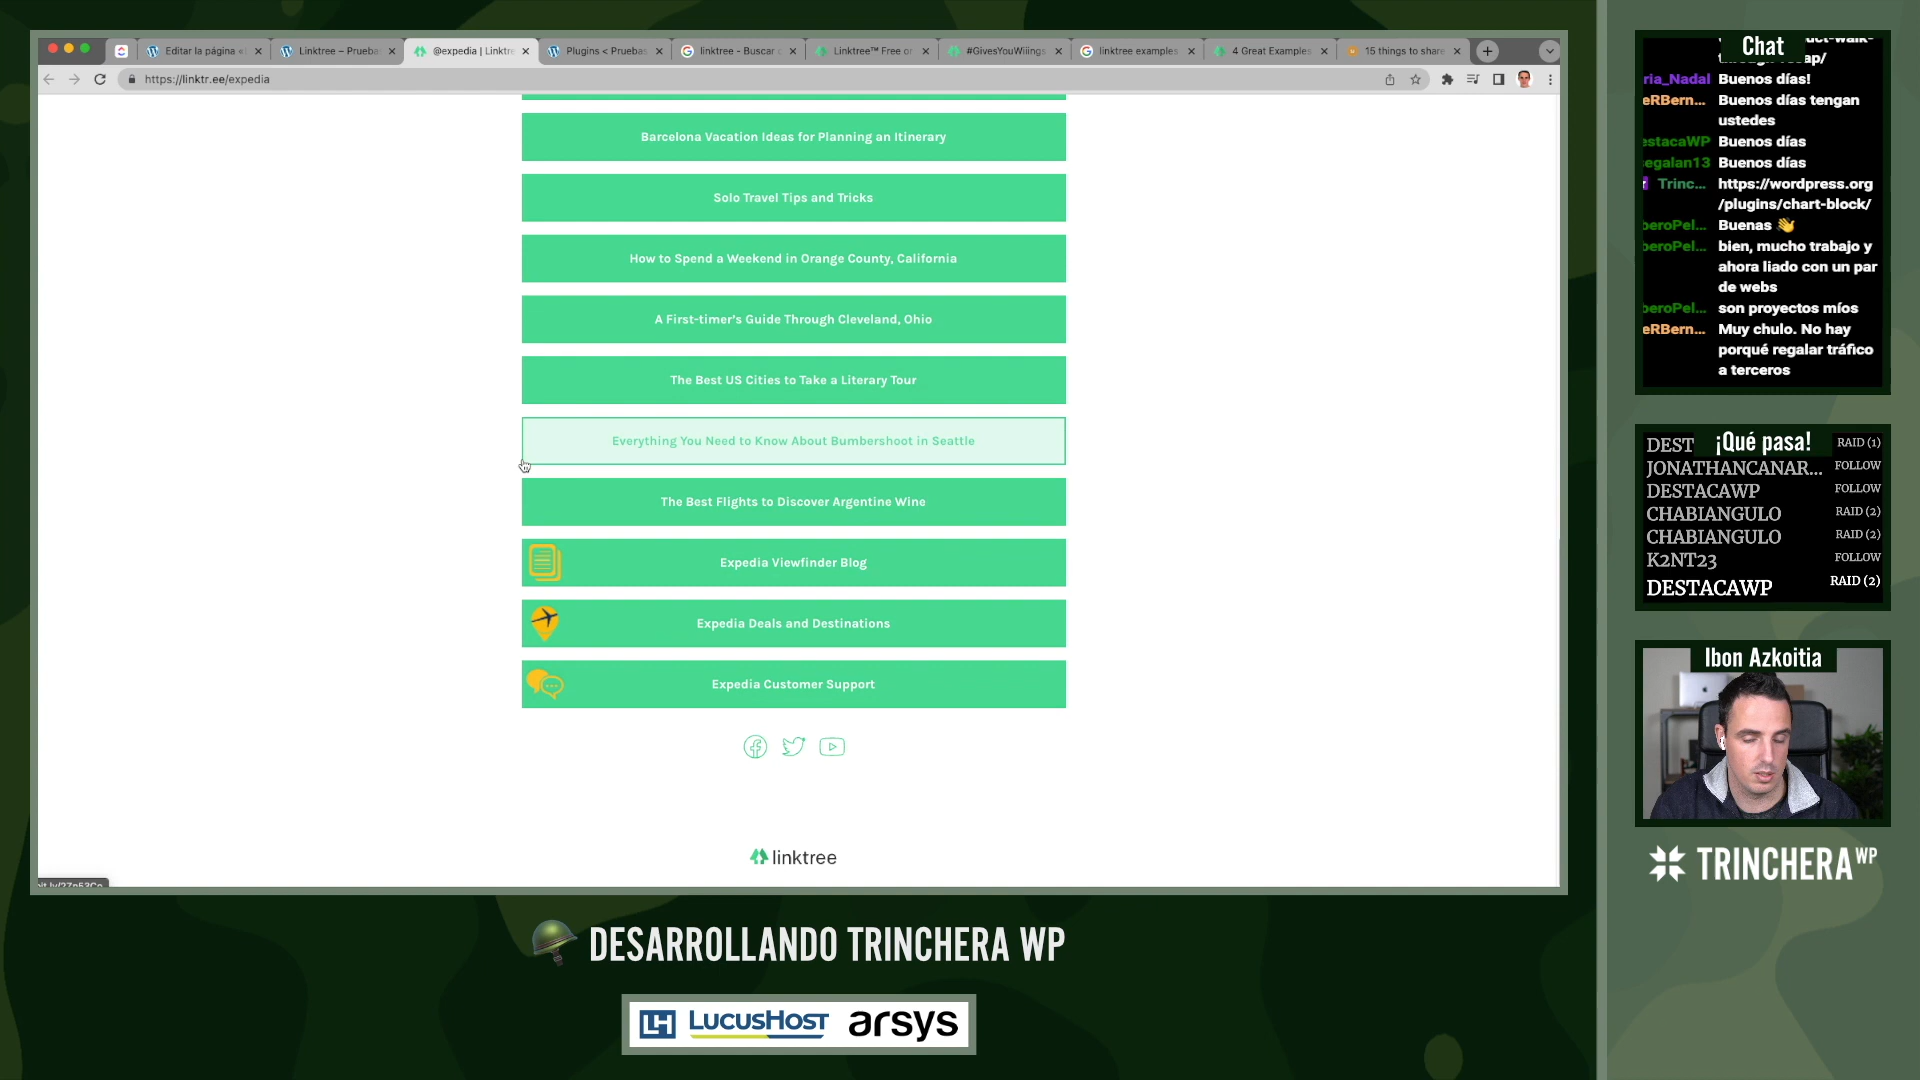 Editar la página «
Linktree – Pruebas
@expedia | Linktre
Plugins < Pruebas
linktree - Buscar c
Linktree™ Free or
#GivesYouWiiings
linktree examples
4 Great Examples
15 things to share
https://linktr.ee/expedia
Barcelona Vacation Ideas for Planning an Itinerary
Solo Travel Tips and Tricks
How to Spend a Weekend in Orange County, California
A First-timer's Guide Through Cleveland, Ohio
The Best US Cities to Take a Literary Tour
Everything You Need to Know About Bumbershoot in Seattle
The Best Flights to Discover Argentine Wine
Expedia Viewfinder Blog
Expedia Deals and Destinations
Expedia Customer Support
linktree
Chat
ria_Nadal Buenos días!
eRBern... Buenos días tengan
ustedes
estacaWP Buenos días
egalan13 Buenos días
Trinc... https://wordpress.org
/plugins/chart-block/
beroPel... Buenas 👋
beroPel... bien, mucho trabajo y
ahora liado con un par
de webs
beroPel... son proyectos míos
eRBern... Muy chulo. No hay
porqué regalar tráfico
a terceros
¡Qué pasa!
DEST RAID (1)
JONATHANCANAR... FOLLOW
DESTACAWP FOLLOW
CHABIANGULO RAID (2)
CHABIANGULO RAID (2)
K2NT23 FOLLOW
DESTACAWP RAID (2)
Ibon Azkoitia
TRINCHERA WP
DESARROLLANDO TRINCHERA WP
LH LUCUSHOST arsys